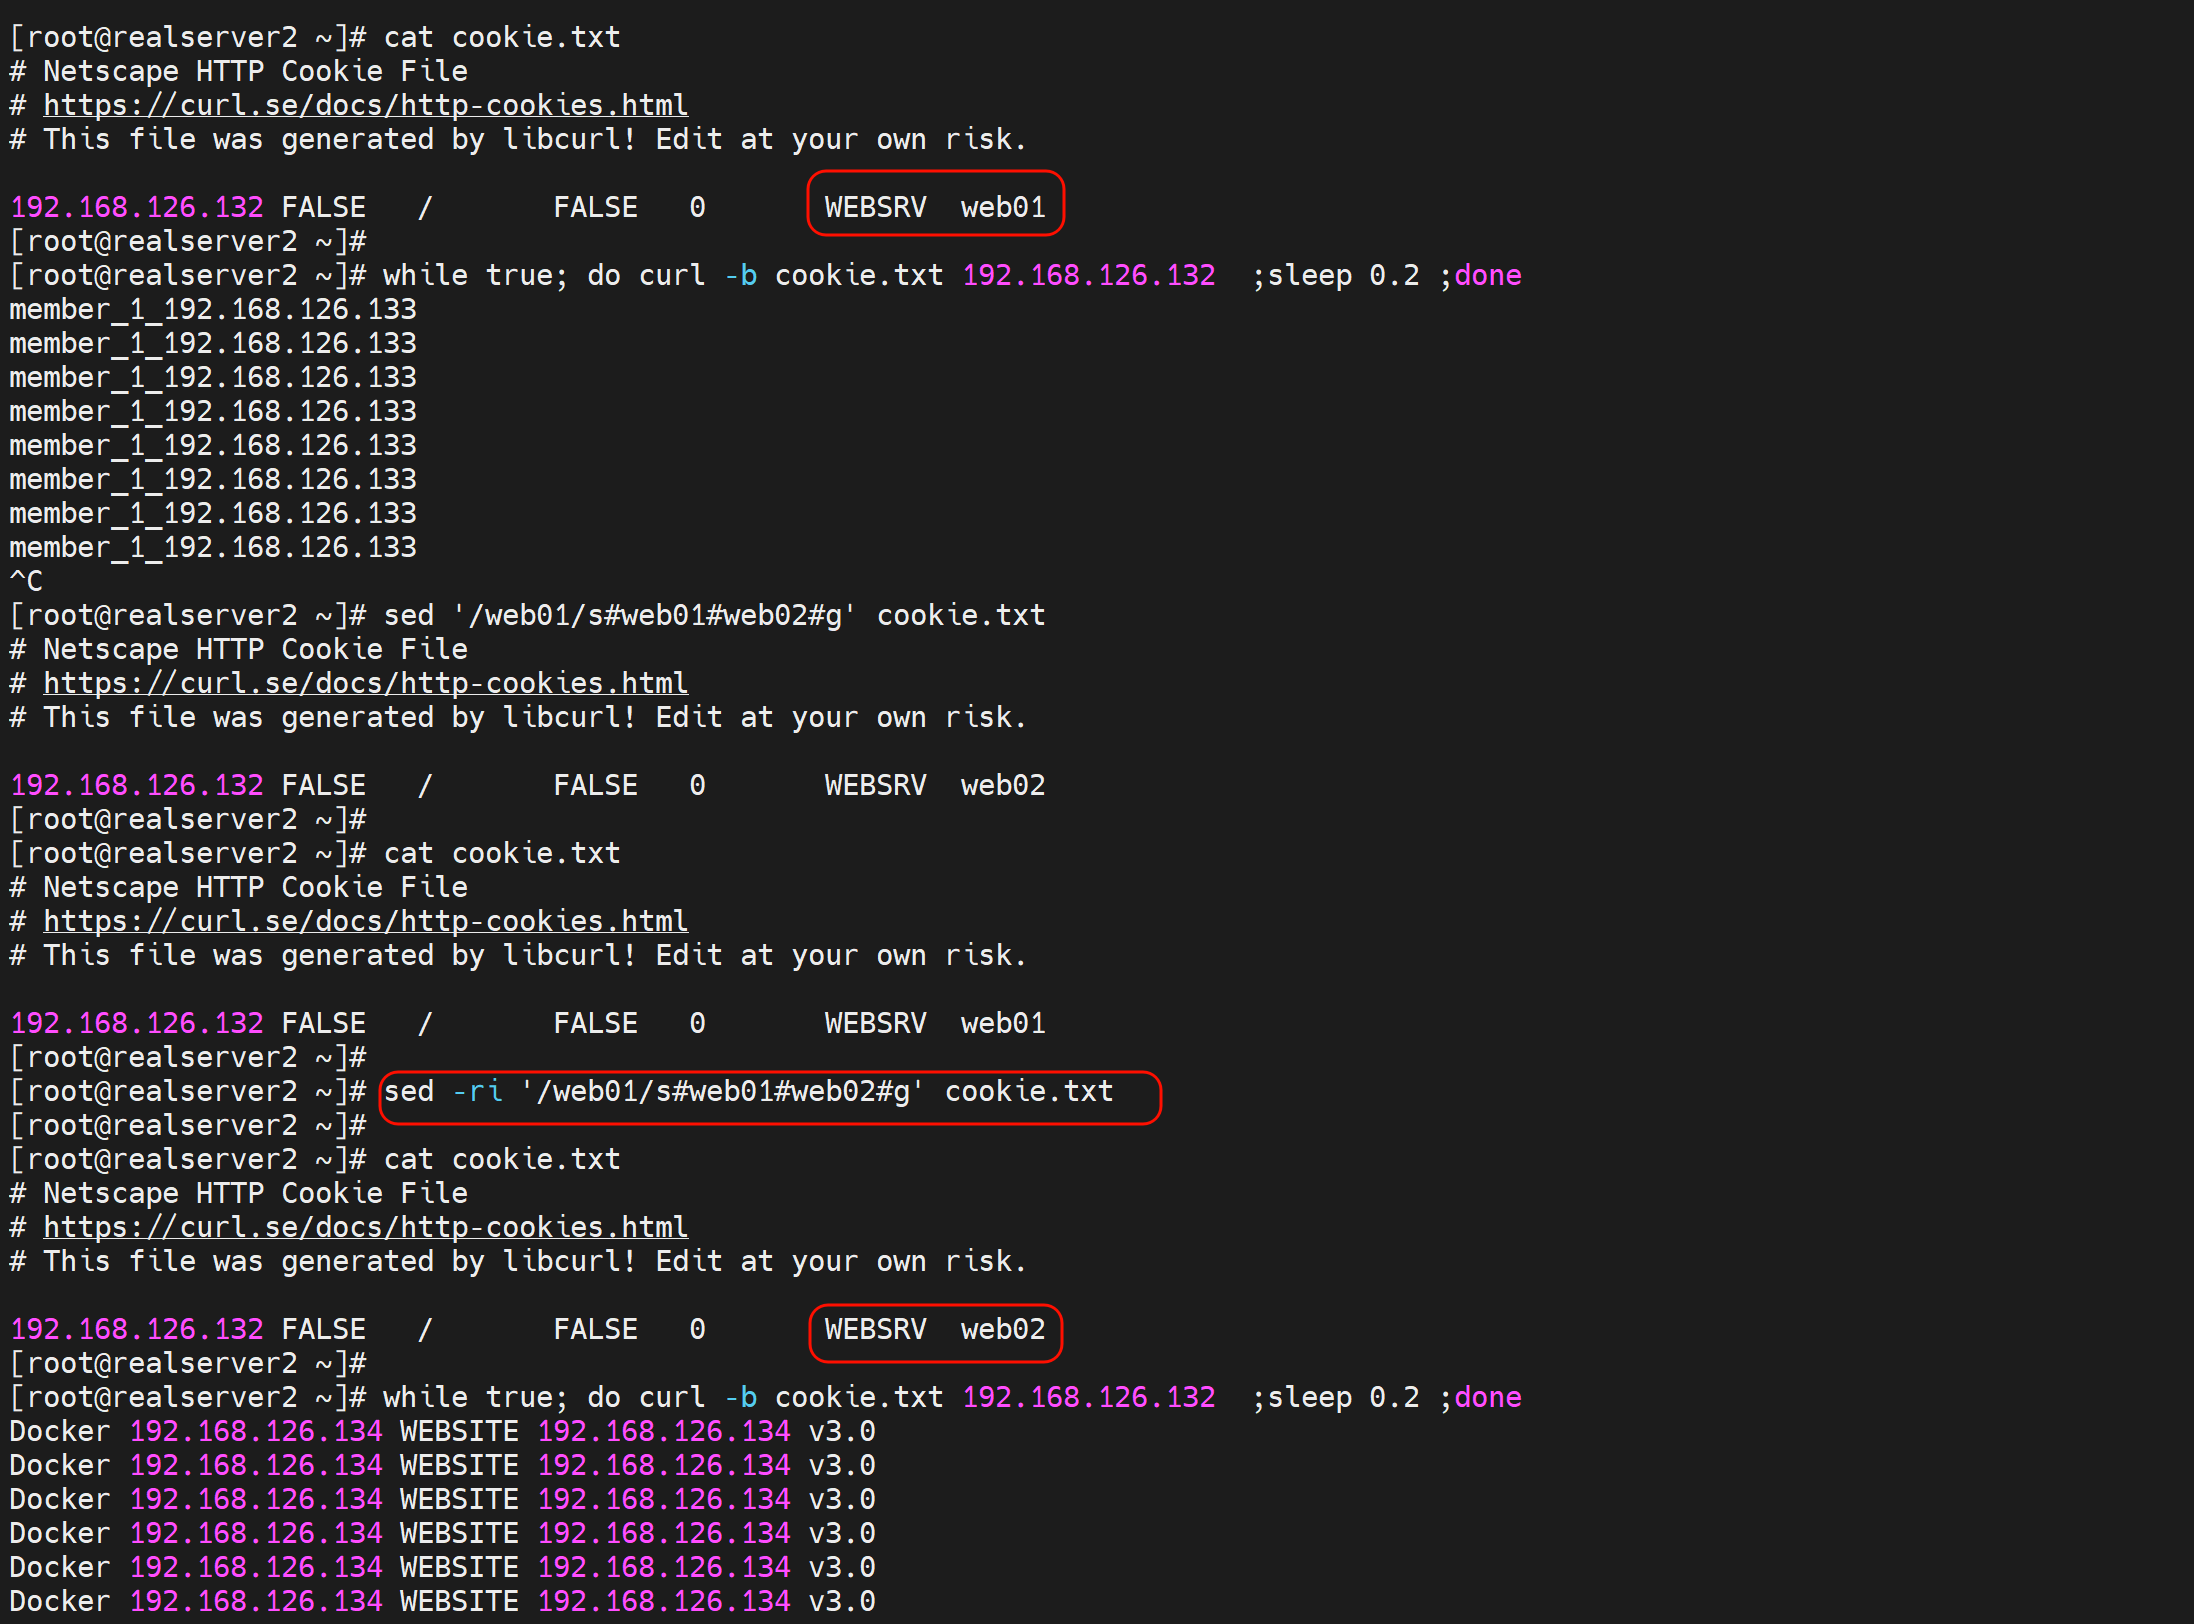 [root@realserver2 ~]# cat cookie.txt
# Netscape HTTP Cookie File
# https://curl.se/docs/http-cookies.html
# This file was generated by libcurl! Edit at your own risk.
192.168.126.132 FALSE   /       FALSE   0       WEBSRV  web01
[root@realserver2 ~]#
[root@realserver2 ~]# while true; do curl -b cookie.txt 192.168.126.132  ;sleep 0.2 ;done
member_1_192.168.126.133
member_1_192.168.126.133
member_1_192.168.126.133
member_1_192.168.126.133
member_1_192.168.126.133
member_1_192.168.126.133
member_1_192.168.126.133
member_1_192.168.126.133
^C
[root@realserver2 ~]# sed '/web01/s#web01#web02#g' cookie.txt
# Netscape HTTP Cookie File
# https://curl.se/docs/http-cookies.html
# This file was generated by libcurl! Edit at your own risk.
192.168.126.132 FALSE   /       FALSE   0       WEBSRV  web02
[root@realserver2 ~]#
[root@realserver2 ~]# cat cookie.txt
# Netscape HTTP Cookie File
# https://curl.se/docs/http-cookies.html
# This file was generated by libcurl! Edit at your own risk.
192.168.126.132 FALSE   /       FALSE   0       WEBSRV  web01
[root@realserver2 ~]#
[root@realserver2 ~]# sed -ri '/web01/s#web01#web02#g' cookie.txt
[root@realserver2 ~]#
[root@realserver2 ~]# cat cookie.txt
# Netscape HTTP Cookie File
# https://curl.se/docs/http-cookies.html
# This file was generated by libcurl! Edit at your own risk.
192.168.126.132 FALSE   /       FALSE   0       WEBSRV  web02
[root@realserver2 ~]#
[root@realserver2 ~]# while true; do curl -b cookie.txt 192.168.126.132  ;sleep 0.2 ;done
Docker 192.168.126.134 WEBSITE 192.168.126.134 v3.0
Docker 192.168.126.134 WEBSITE 192.168.126.134 v3.0
Docker 192.168.126.134 WEBSITE 192.168.126.134 v3.0
Docker 192.168.126.134 WEBSITE 192.168.126.134 v3.0
Docker 192.168.126.134 WEBSITE 192.168.126.134 v3.0
Docker 192.168.126.134 WEBSITE 192.168.126.134 v3.0